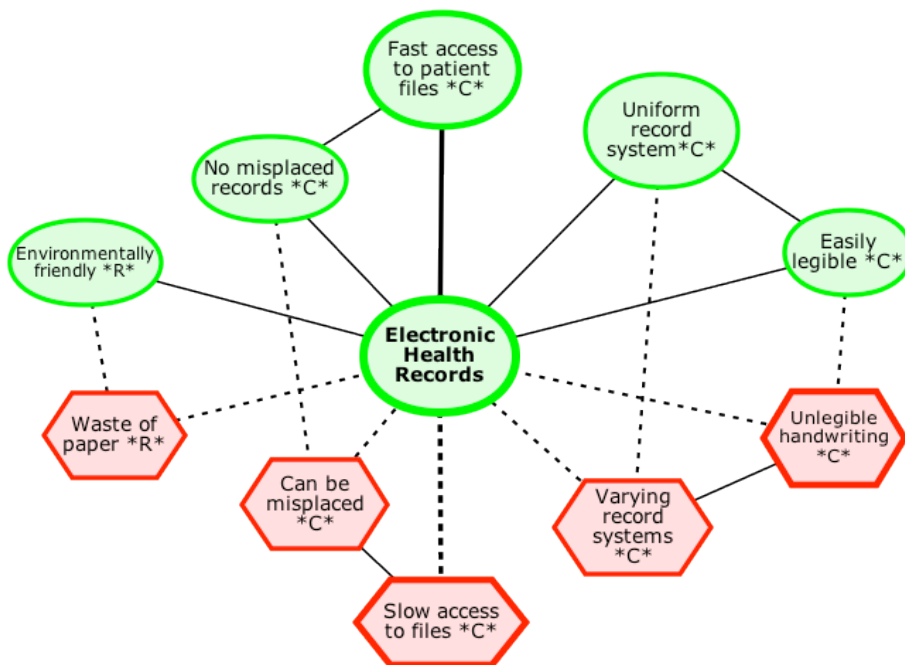 Fast access
to patient
files *C*
Uniform
record
system*C*
No misplaced
records *C*
Environmentally
friendly *R*
Easily
legible *C*
Electronic
Health
Records
Waste of
paper *R*
Unlegible
handwriting
*C*
Can be
misplaced
*C*
Varying
record
systems
*C*
Slow access
to files *C*